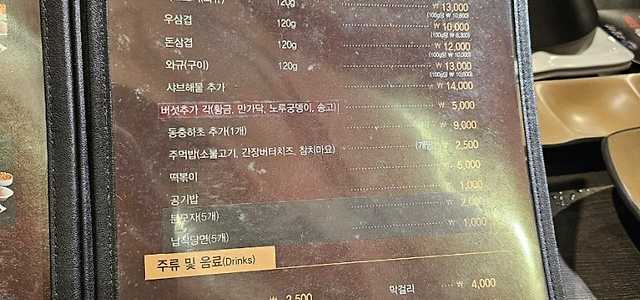 120g ₩ 13,000
(100g당 ₩ 10,800)
우삼겹 120g ₩ 10,000
(100g당 ₩ 8,300)
돈삼겹 120g ₩ 12,000
(100g당 ₩ 10,000)
와규(구이) 120g ₩ 13,000
(100g당 ₩ 10,800)
샤브해물 추가 ₩ 14,000
버섯추가 각(황금, 만가닥, 노루궁뎅이, 송고) ₩ 5,000
동충하초 추가(1개) ₩ 9,000
주먹밥(소불고기, 간장버터치즈, 참치마요) (개당) ₩ 2,500
떡볶이 ₩ 5,000
공기밥 ₩ 1,000
분모자(5개) ₩ 2,000
납작당면(5개) ₩ 1,000
주류 및 음료(Drinks)
₩ 2,500 막걸리 ₩ 4,000